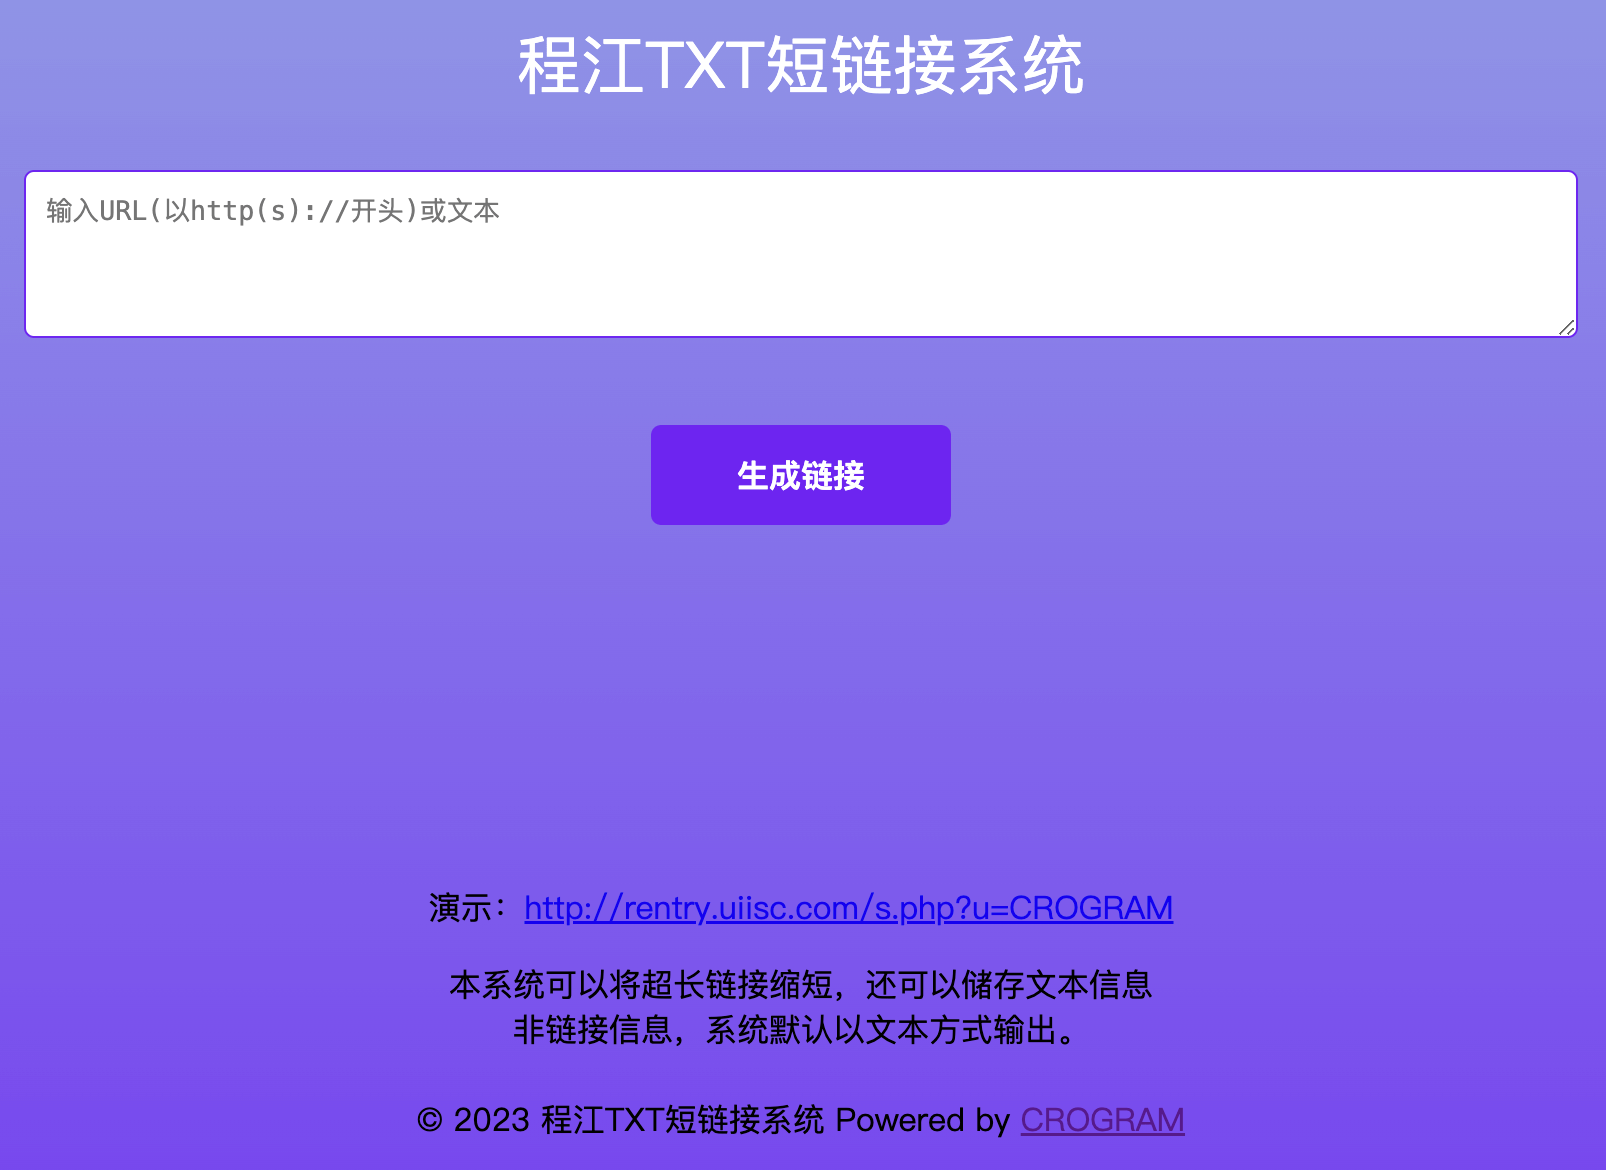 程江TXT短链接系统
输入URL(以http(s)://开头)或文本
生成链接
演示：http://rentry.uiisc.com/s.php?u=CROGRAM
本系统可以将超长链接缩短，还可以储存文本信息
非链接信息，系统默认以文本方式输出。
© 2023 程江TXT短链接系统 Powered by CROGRAM